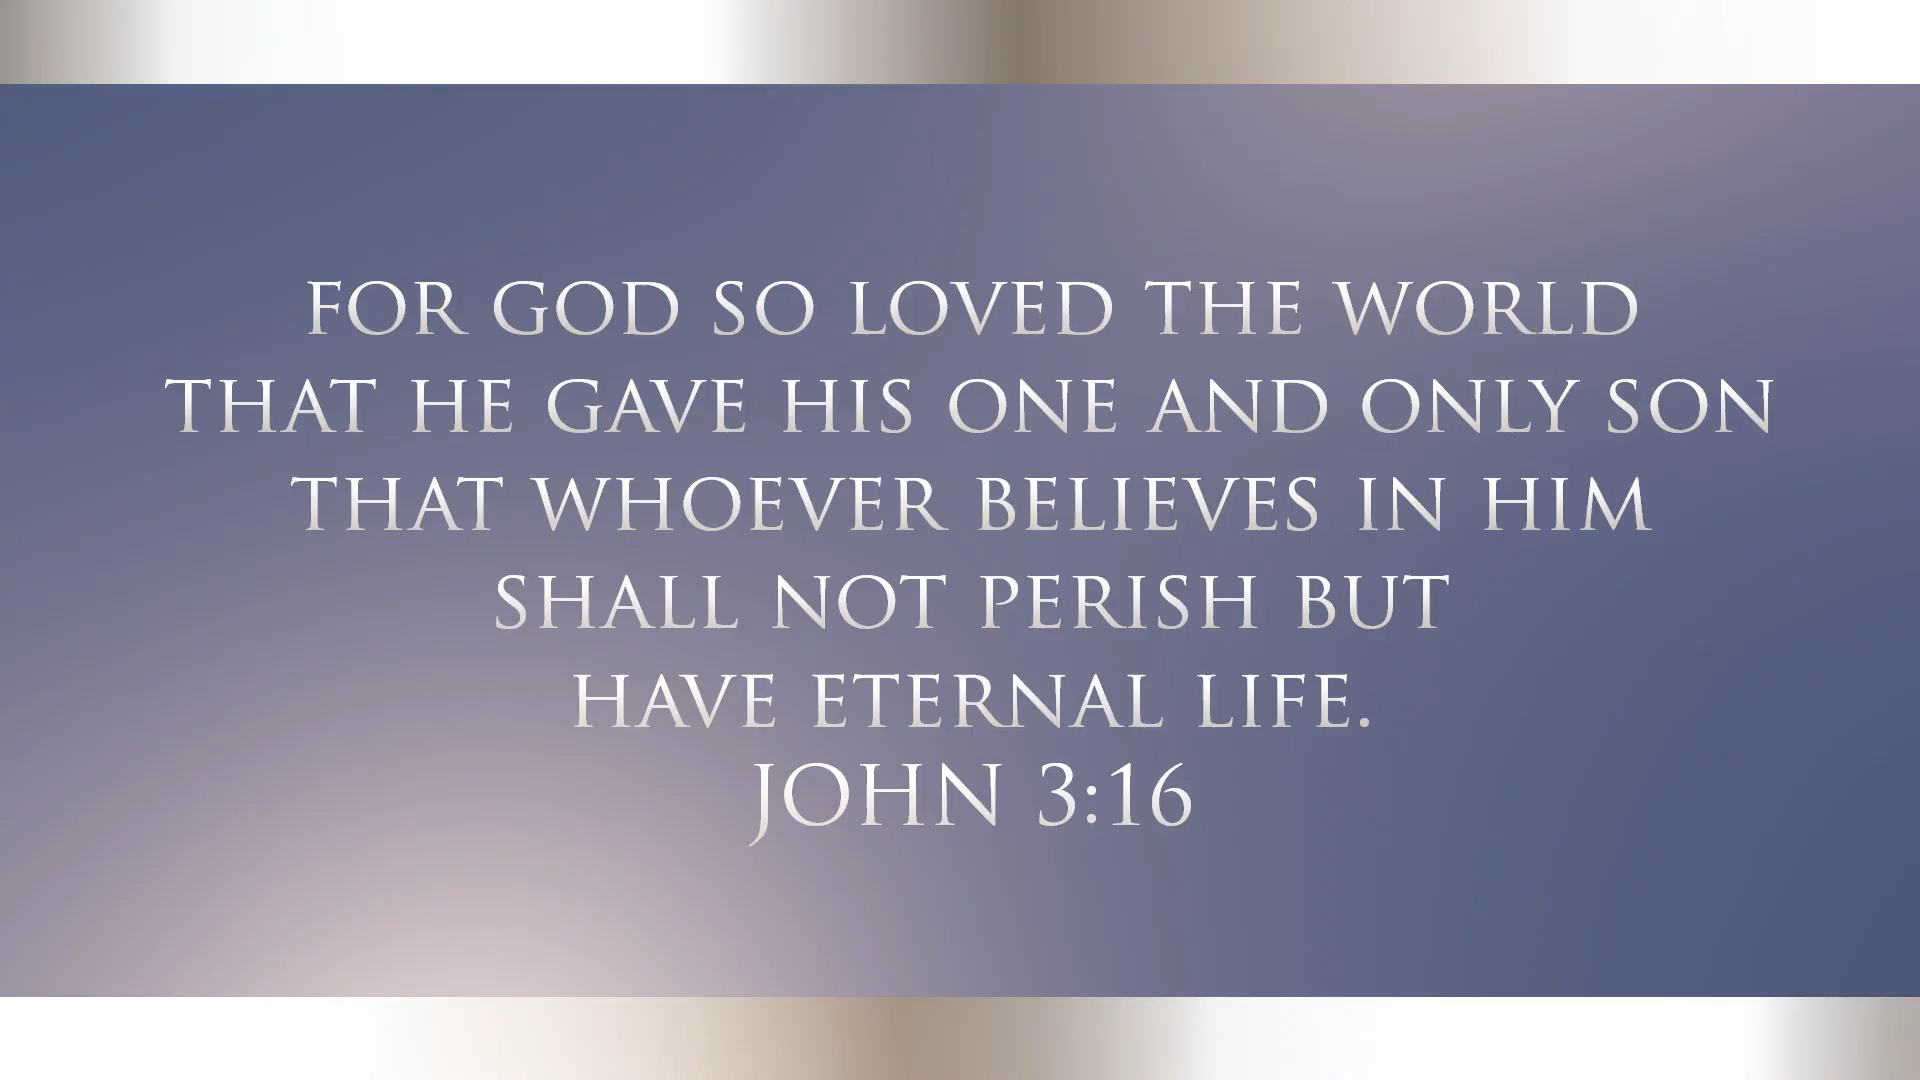 FOR GOD SO LOVED THE WORLD
THAT HE GAVE HIS ONE AND ONLY SON
THAT WHOEVER BELIEVES IN HIM
SHALL NOT PERISH BUT
HAVE ETERNAL LIFE.
JOHN 3:16